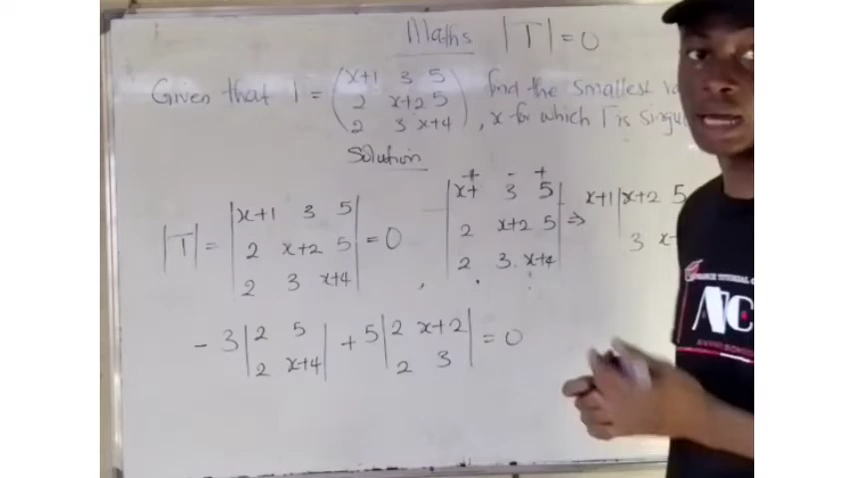 Maths |T| = 0
Given that T = (x+1 3 5 find the smallest
2 x+2 5
2 3 x+4) , x for which T is singu
Solution
+ - +
|T| = |x+1 3 5
2 x+2 5
2 3 x+4| = 0
|x+ 3 5
2 x+2 5
2 3. x+4| ⇒ x+1 |x+2 5
3 x
,
- 3 |2 5
2 x+4| + 5 |2 x+2
2 3| = 0
TUTORIAL